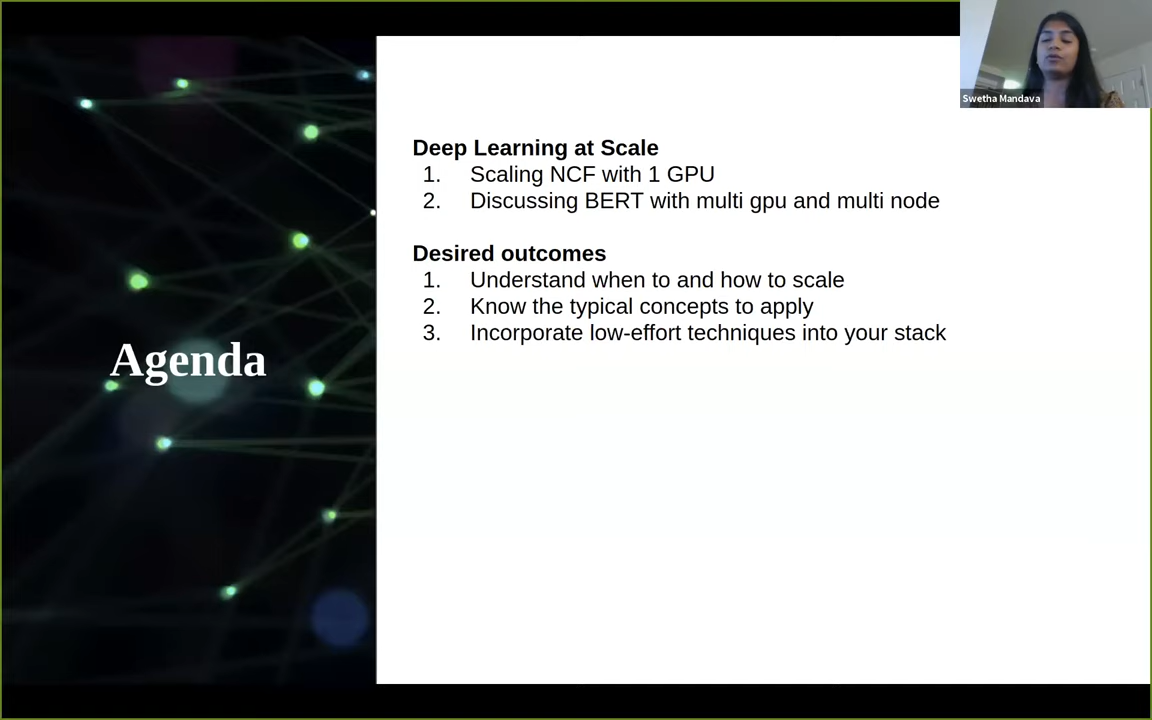 Swetha Mandava
Agenda
Deep Learning at Scale
1. Scaling NCF with 1 GPU
2. Discussing BERT with multi gpu and multi node
Desired outcomes
1. Understand when to and how to scale
2. Know the typical concepts to apply
3. Incorporate low-effort techniques into your stack